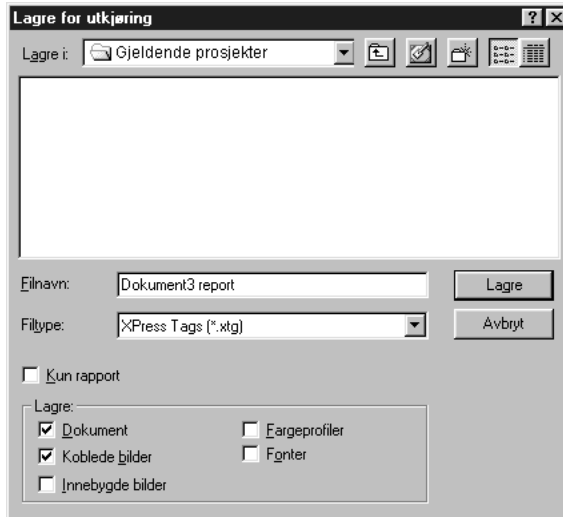 Lagre for utkjøring
Lagre i: Gjeldende prosjekter
Filnavn: Dokument3 report Lagre
Filtype: XPress Tags (*.xtg) Avbryt
Kun rapport
Lagre:
Dokument Fargeprofiler
Koblede bilder Fonter
Innebygde bilder